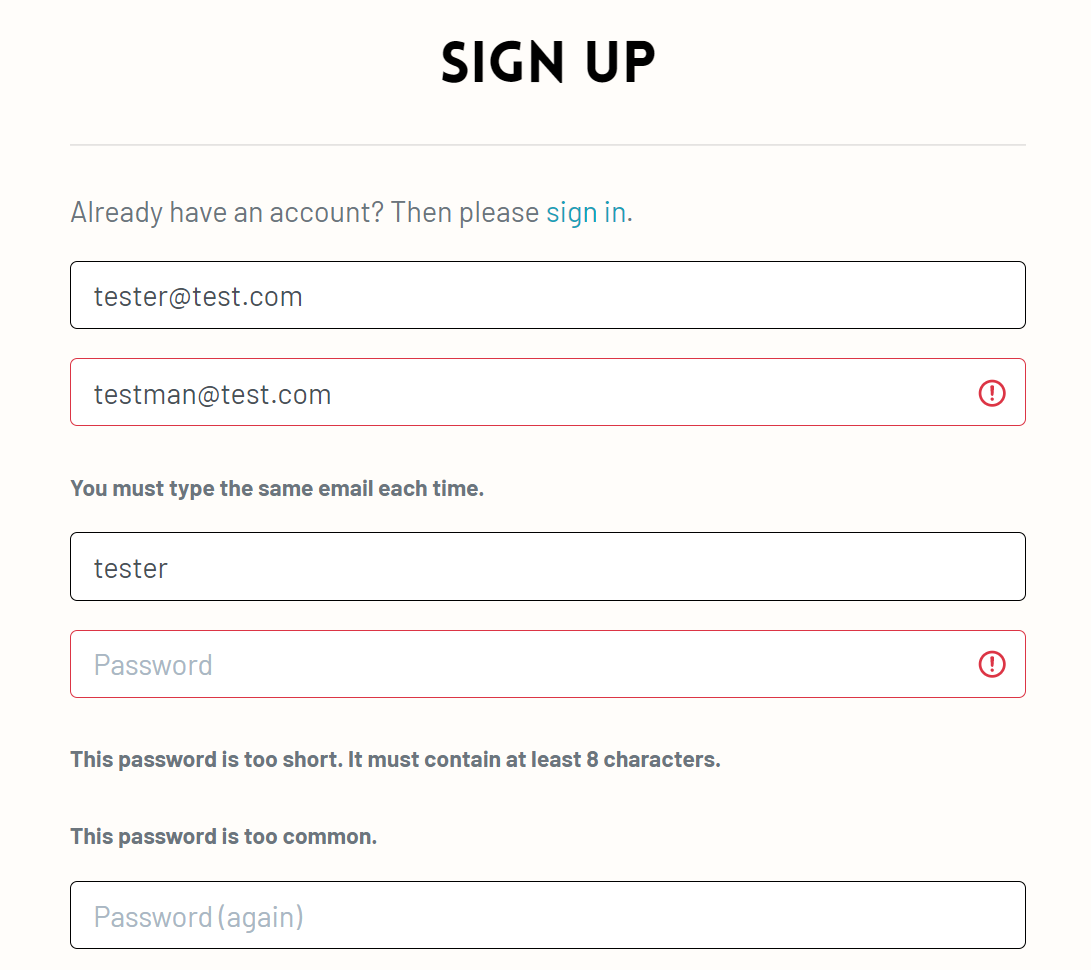 SIGN UP
Already have an account? Then please sign in.
tester@test.com
testman@test.com
You must type the same email each time.
tester
Password
This password is too short. It must contain at least 8 characters.
This password is too common.
Password (again)